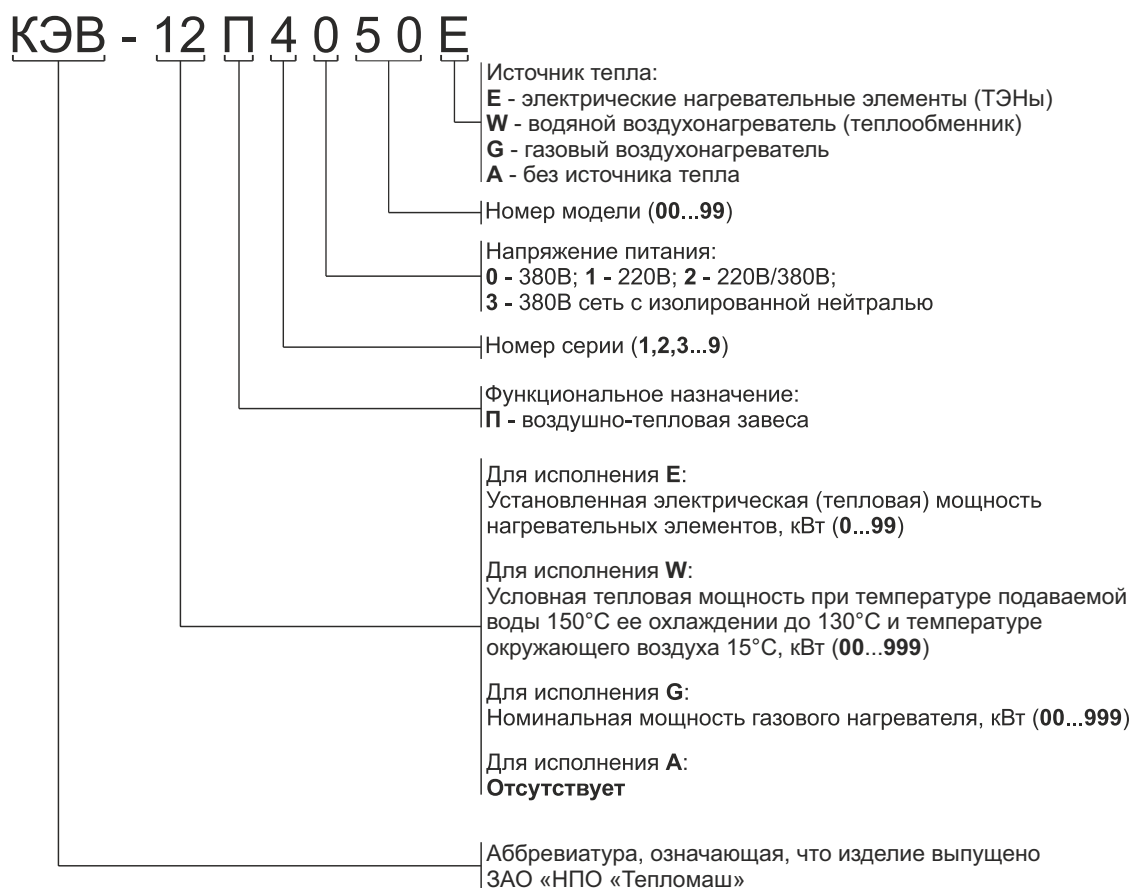 КЭВ - 12 П 4 0 5 0 Е
Источник тепла:
Е - электрические нагревательные элементы (ТЭНы)
W - водяной воздухонагреватель (теплообменник)
G - газовый воздухонагреватель
А - без источника тепла
Номер модели (00...99)
Напряжение питания:
0 - 380В; 1 - 220В; 2 - 220В/380В;
3 - 380В сеть с изолированной нейтралью
Номер серии (1,2,3...9)
Функциональное назначение:
П - воздушно-тепловая завеса
Для исполнения Е:
Установленная электрическая (тепловая) мощность
нагревательных элементов, кВт (0...99)
Для исполнения W:
Условная тепловая мощность при температуре подаваемой
воды 150°С ее охлаждении до 130°С и температуре
окружающего воздуха 15°С, кВт (00...999)
Для исполнения G:
Номинальная мощность газового нагревателя, кВт (00...999)
Для исполнения А:
Отсутствует
Аббревиатура, означающая, что изделие выпущено
ЗАО «НПО «Тепломаш»